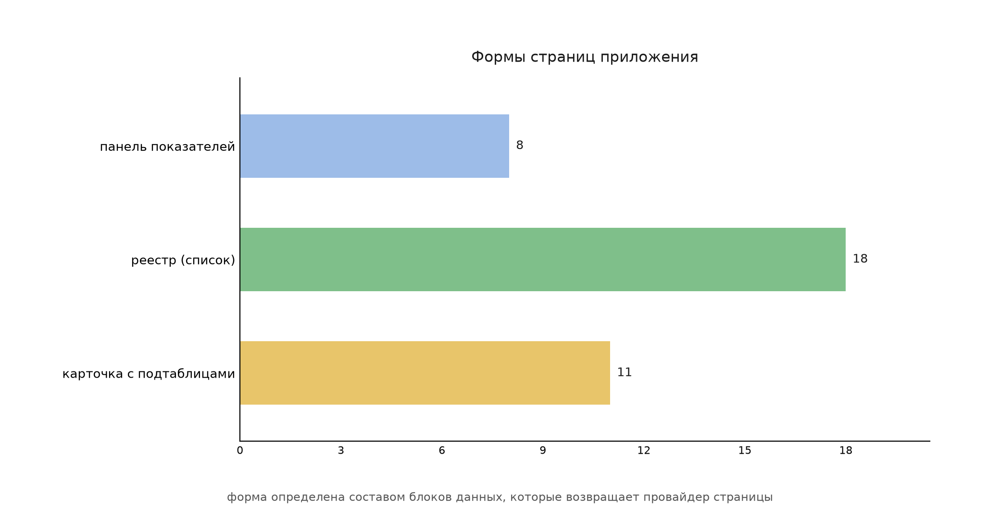 Формы страниц приложения
панель показателей
8
реестр (список)
18
карточка с подтаблицами
11
0 3 6 9 12 15 18
форма определена составом блоков данных, которые возвращает провайдер страницы